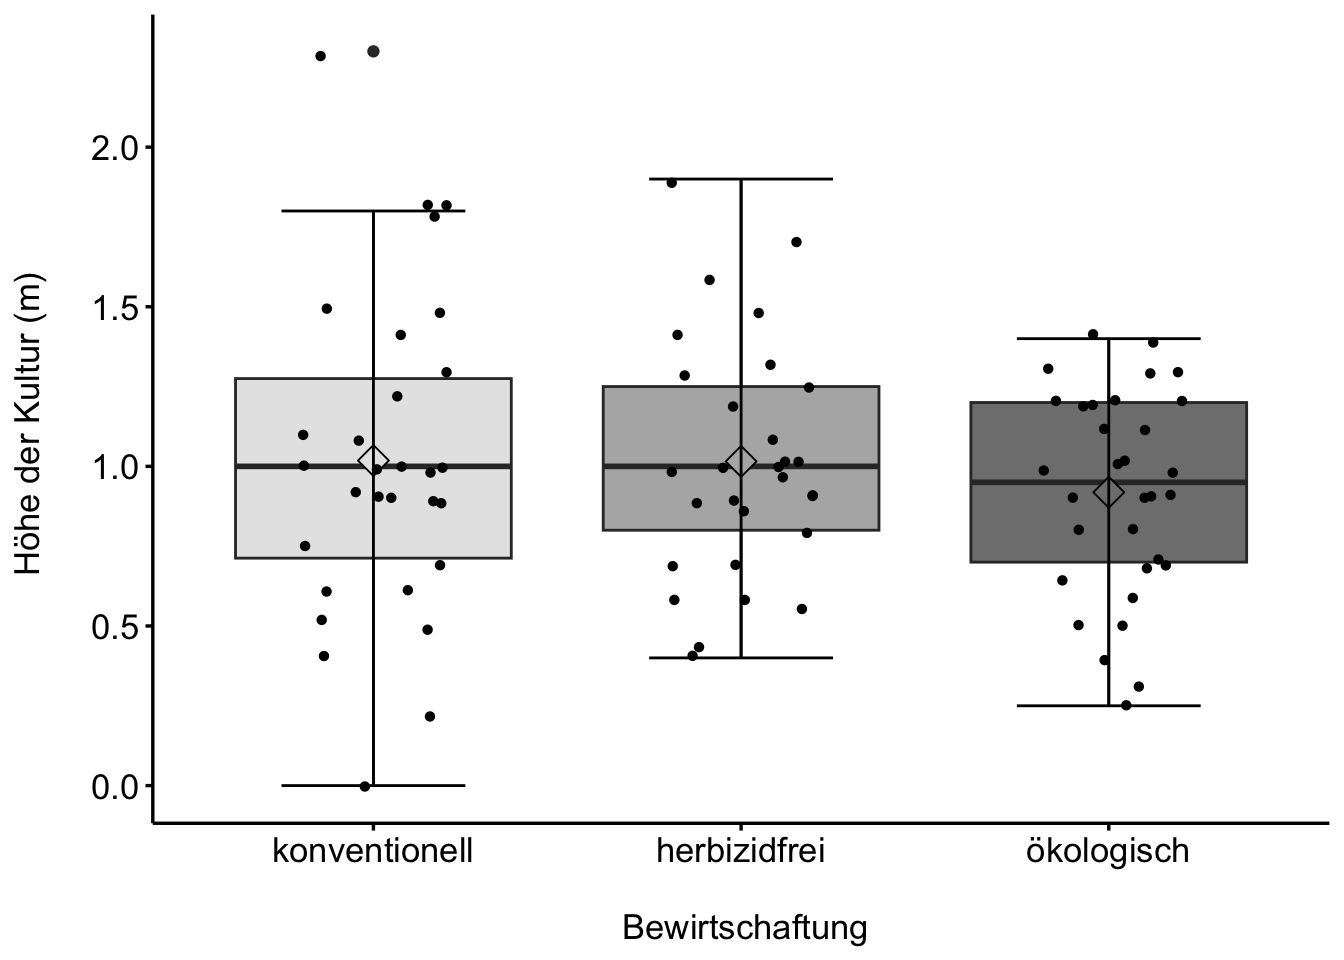 Höhe der Kultur (m)
2.0
1.5
1.0
0.5
0.0
konventionell herbizidfrei ökologisch
Bewirtschaftung